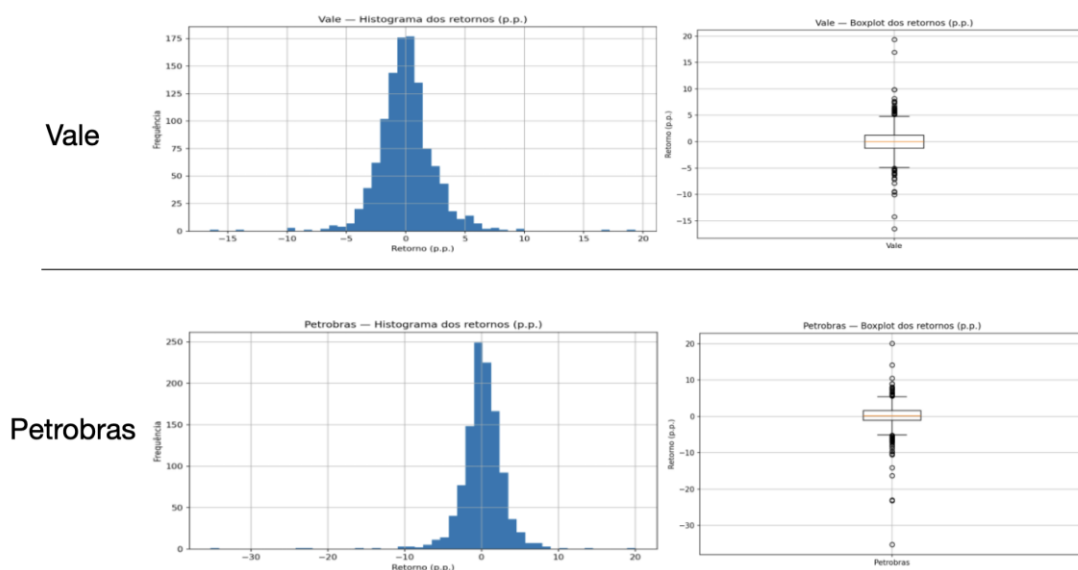 Vale
Vale — Histograma dos retornos (p.p.)
Frequência
175
150
125
100
75
50
25
0
−15 −10 −5 0 5 10 15 20
Retorno (p.p.)
Vale — Boxplot dos retornos (p.p.)
Retorno (p.p.)
20
15
10
5
0
−5
−10
−15
Vale
Petrobras
Petrobras — Histograma dos retornos (p.p.)
Frequência
250
200
150
100
50
0
−30 −20 −10 0 10 20
Retorno (p.p.)
Petrobras — Boxplot dos retornos (p.p.)
Retorno (p.p.)
20
10
0
−10
−20
−30
Petrobras